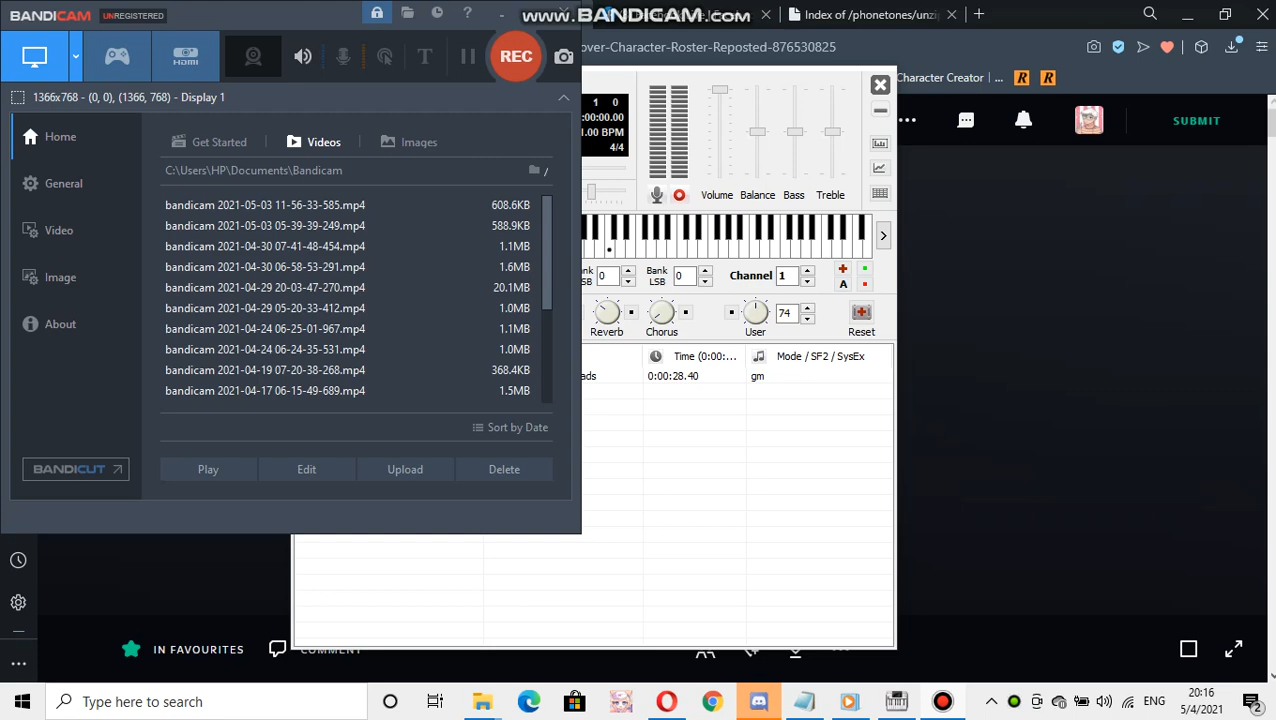 BANDICAM UNREGISTERED
www.BANDICAM.com
Index of /phonetones/unzi
REC
over-Character-Roster-Reposted-876530825
1366x768 - (0, 0), (1366, 768) - Display 1
Character Creator | ...
SUBMIT
Home
General
Video
Image
About
BANDICUT
Get Started
Videos
Images
C:\Users\HP\Documents\Bandicam
/
bandicam 2021-05-03 11-56-33-585.mp4 608.6KB
bandicam 2021-05-03 05-39-39-249.mp4 588.9KB
bandicam 2021-04-30 07-41-48-454.mp4 1.1MB
bandicam 2021-04-30 06-58-53-291.mp4 1.6MB
bandicam 2021-04-29 20-03-47-270.mp4 20.1MB
bandicam 2021-04-29 05-20-33-412.mp4 1.0MB
bandicam 2021-04-24 06-25-01-967.mp4 1.1MB
bandicam 2021-04-24 06-24-35-531.mp4 1.0MB
bandicam 2021-04-19 07-20-38-268.mp4 368.4KB
bandicam 2021-04-17 06-15-49-689.mp4 1.5MB
Sort by Date
Play Edit Upload Delete
1 0
:00:00.00
1.00 BPM
4/4
Volume Balance Bass Treble
Bank
LSB 0
Channel 1
A
Reverb Chorus User 74 Reset
Time (0:00:... Mode / SF2 / SysEx
ads 0:00:28.40 gm
IN FAVOURITES
COMMENT
Type here to search
ENG
20:16
5/4/2021
2